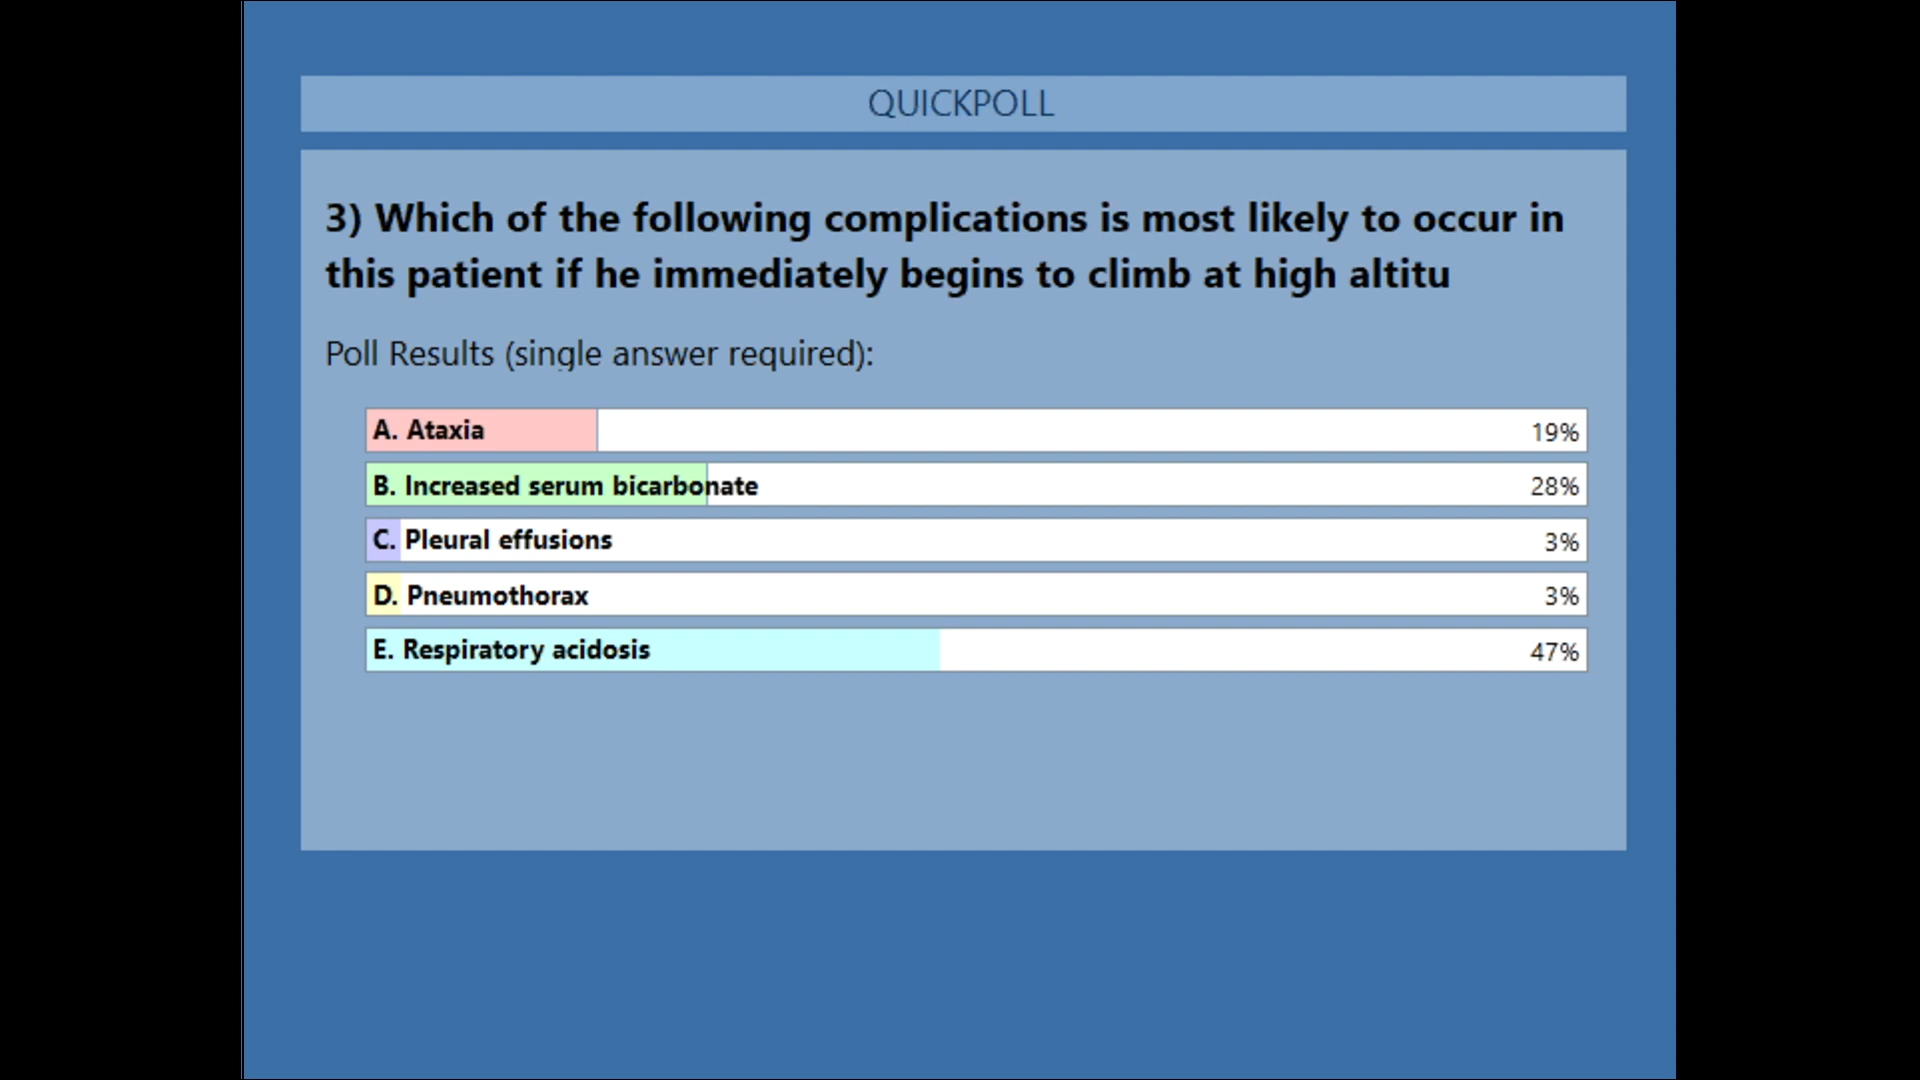 QUICKPOLL
3) Which of the following complications is most likely to occur in
this patient if he immediately begins to climb at high altitu
Poll Results (single answer required):
A. Ataxia 19%
B. Increased serum bicarbonate 28%
C. Pleural effusions 3%
D. Pneumothorax 3%
E. Respiratory acidosis 47%